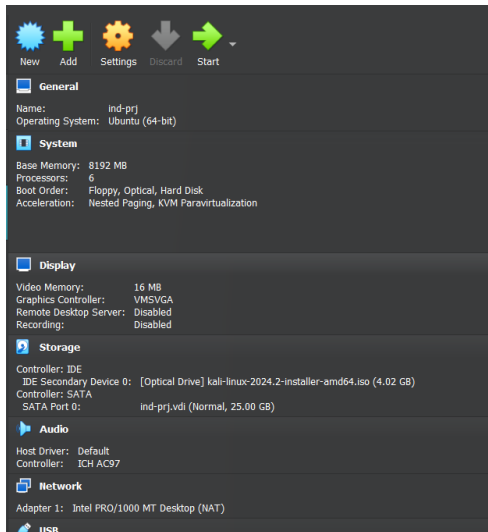 New Add Settings Discard Start
General
Name: ind-prj
Operating System: Ubuntu (64-bit)
System
Base Memory: 8192 MB
Processors: 6
Boot Order: Floppy, Optical, Hard Disk
Acceleration: Nested Paging, KVM Paravirtualization
Display
Video Memory: 16 MB
Graphics Controller: VMSVGA
Remote Desktop Server: Disabled
Recording: Disabled
Storage
Controller: IDE
IDE Secondary Device 0: [Optical Drive] kali-linux-2024.2-installer-amd64.iso (4.02 GB)
Controller: SATA
SATA Port 0: ind-prj.vdi (Normal, 25.00 GB)
Audio
Host Driver: Default
Controller: ICH AC97
Network
Adapter 1: Intel PRO/1000 MT Desktop (NAT)
USB